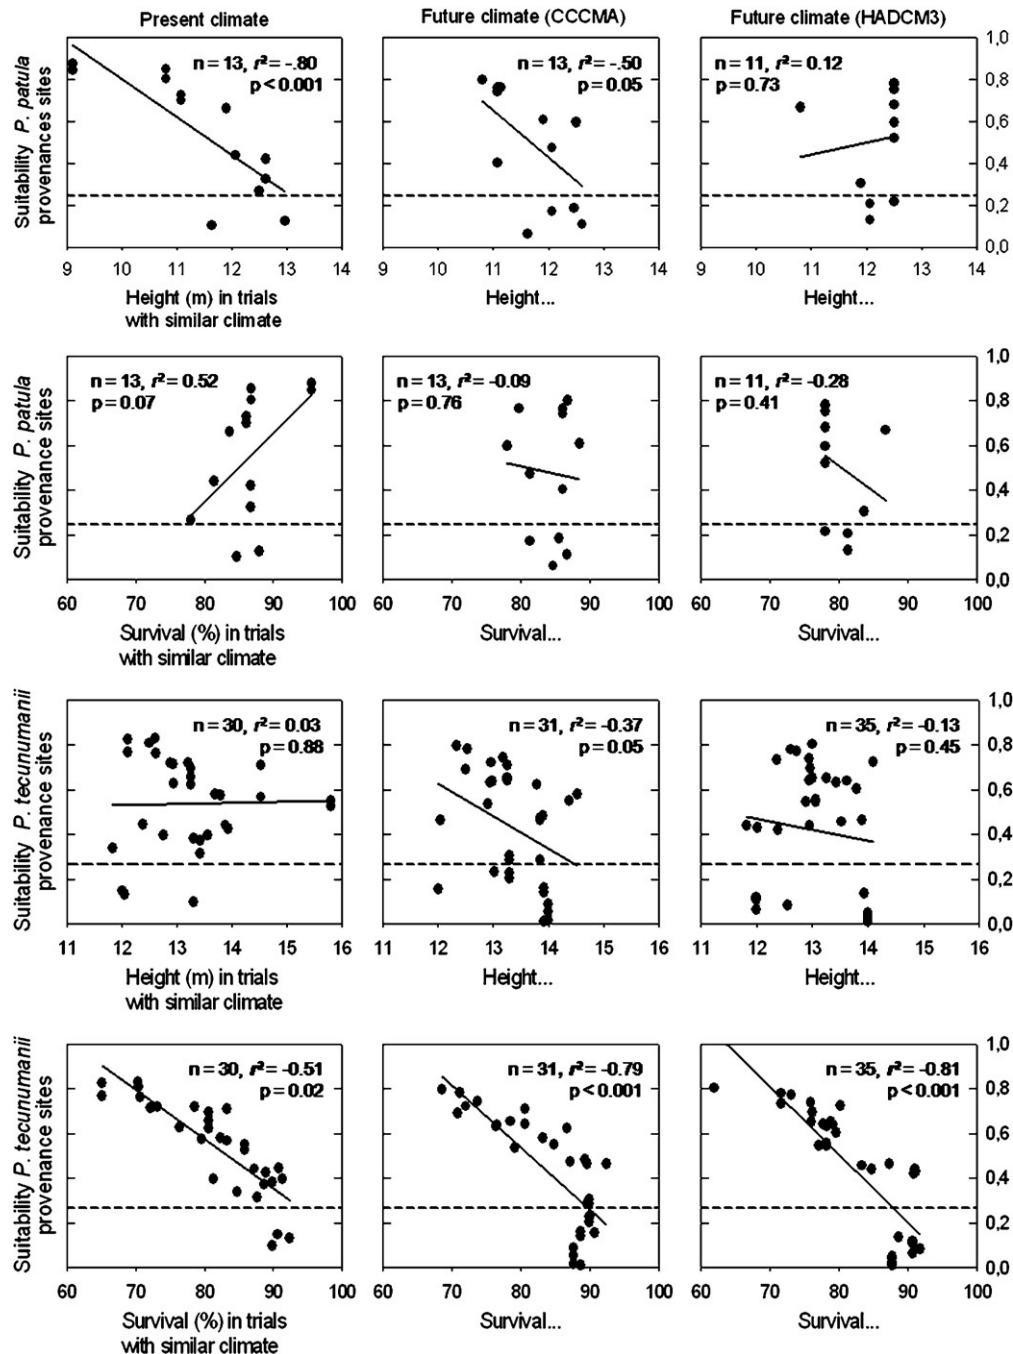 Present climate
Future climate (CCCMA)
Future climate (HADCM3)
Suitability P. patula
provenances sites
n = 13, r² = -.80
p < 0.001
n = 13, r² = -.50
p = 0.05
n = 11, r² = 0.12
p = 0.73
1,0
0,8
0,6
0,4
0,2
0,0
9 10 11 12 13 14
9 10 11 12 13 14
9 10 11 12 13 14
Height (m) in trials
with similar climate
Height...
Height...
Suitability P. patula
provenance sites
n = 13, r² = 0.52
p = 0.07
n = 13, r² = -0.09
p = 0.76
n = 11, r² = -0.28
p = 0.41
1,0
0,8
0,6
0,4
0,2
0,0
60 70 80 90 100
60 70 80 90 100
60 70 80 90 100
Survival (%) in trials
with similar climate
Survival...
Survival...
Suitability P. tecunumanii
provenance sites
n = 30, r² = 0.03
p = 0.88
n = 31, r² = -0.37
p = 0.05
n = 35, r² = -0.13
p = 0.45
1,0
0,8
0,6
0,4
0,2
0,0
11 12 13 14 15 16
11 12 13 14 15 16
11 12 13 14 15 16
Height (m) in trials
with similar climate
Height...
Height...
Suitability P. tecunumanii
provenance sites
n = 30, r² = -0.51
p = 0.02
n = 31, r² = -0.79
p < 0.001
n = 35, r² = -0.81
p < 0.001
1,0
0,8
0,6
0,4
0,2
0,0
60 70 80 90 100
60 70 80 90 100
60 70 80 90 100
Survival (%) in trials
with similar climate
Survival...
Survival...